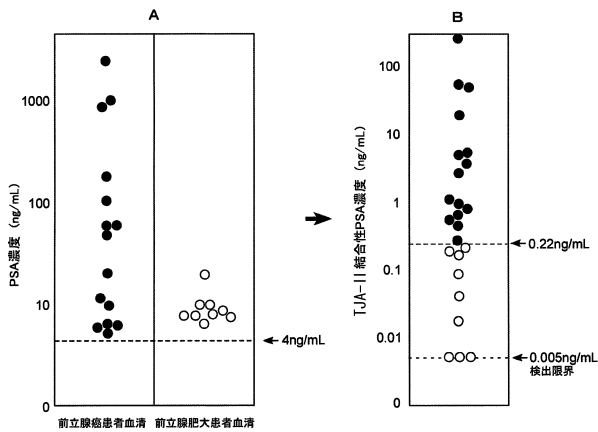 A
PSA濃度 (ng/mL)
1000
100
10
0
前立腺癌患者血清
前立腺肥大患者血清
4ng/mL
B
TJA-II 結合性PSA濃度 (ng/mL)
100
10
1
0.1
0.01
0
0.22ng/mL
0.005ng/mL
検出限界